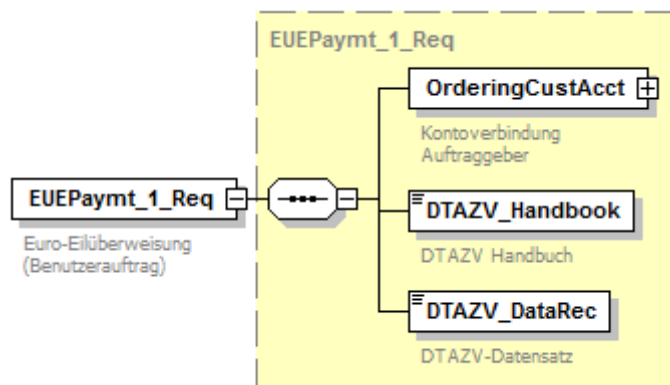 EUEPaymt_1_Req
OrderingCustAcct
Kontoverbindung
Auftraggeber
EUEPaymt_1_Req
Euro-Eilüberweisung
(Benutzerauftrag)
DTAZV_Handbook
DTAZV Handbuch
DTAZV_DataRec
DTAZV-Datensatz